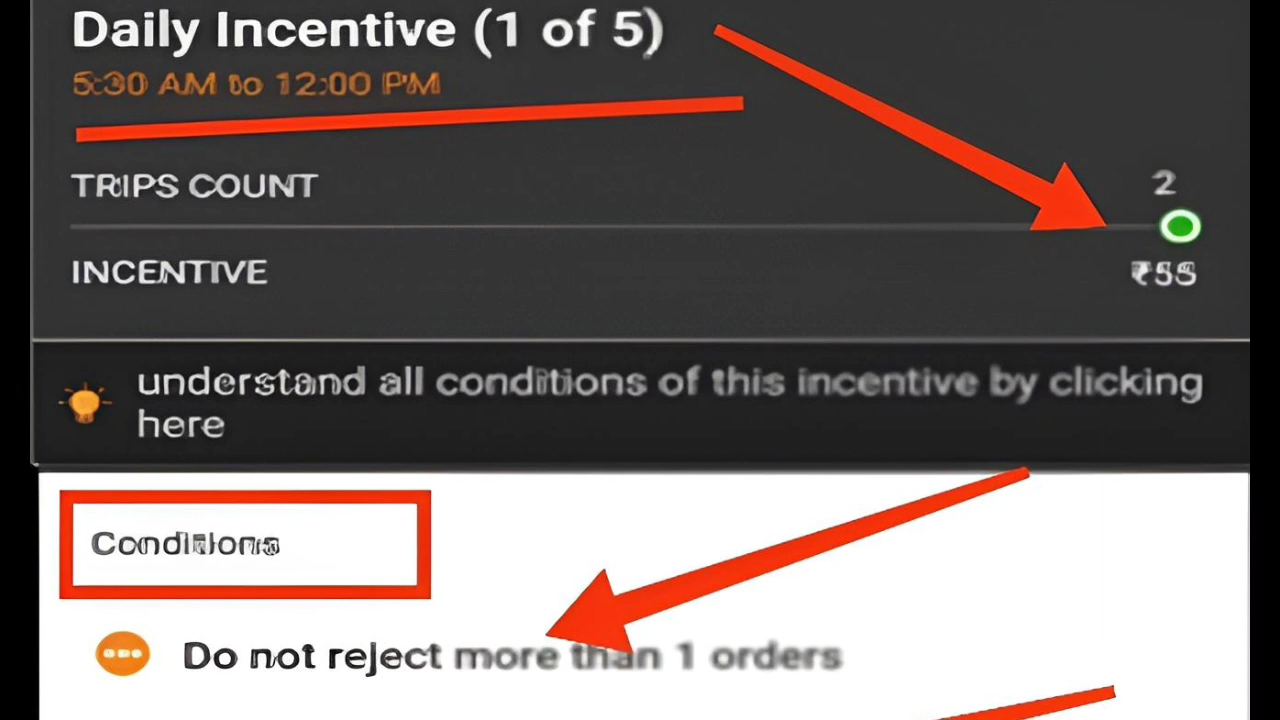 Daily Incentive (1 of 5)
5:30 AM to 12:00 PM
TRIPS COUNT
2
INCENTIVE
₹55
understand all conditions of this incentive by clicking
here
Conditions
Do not reject more than 1 orders